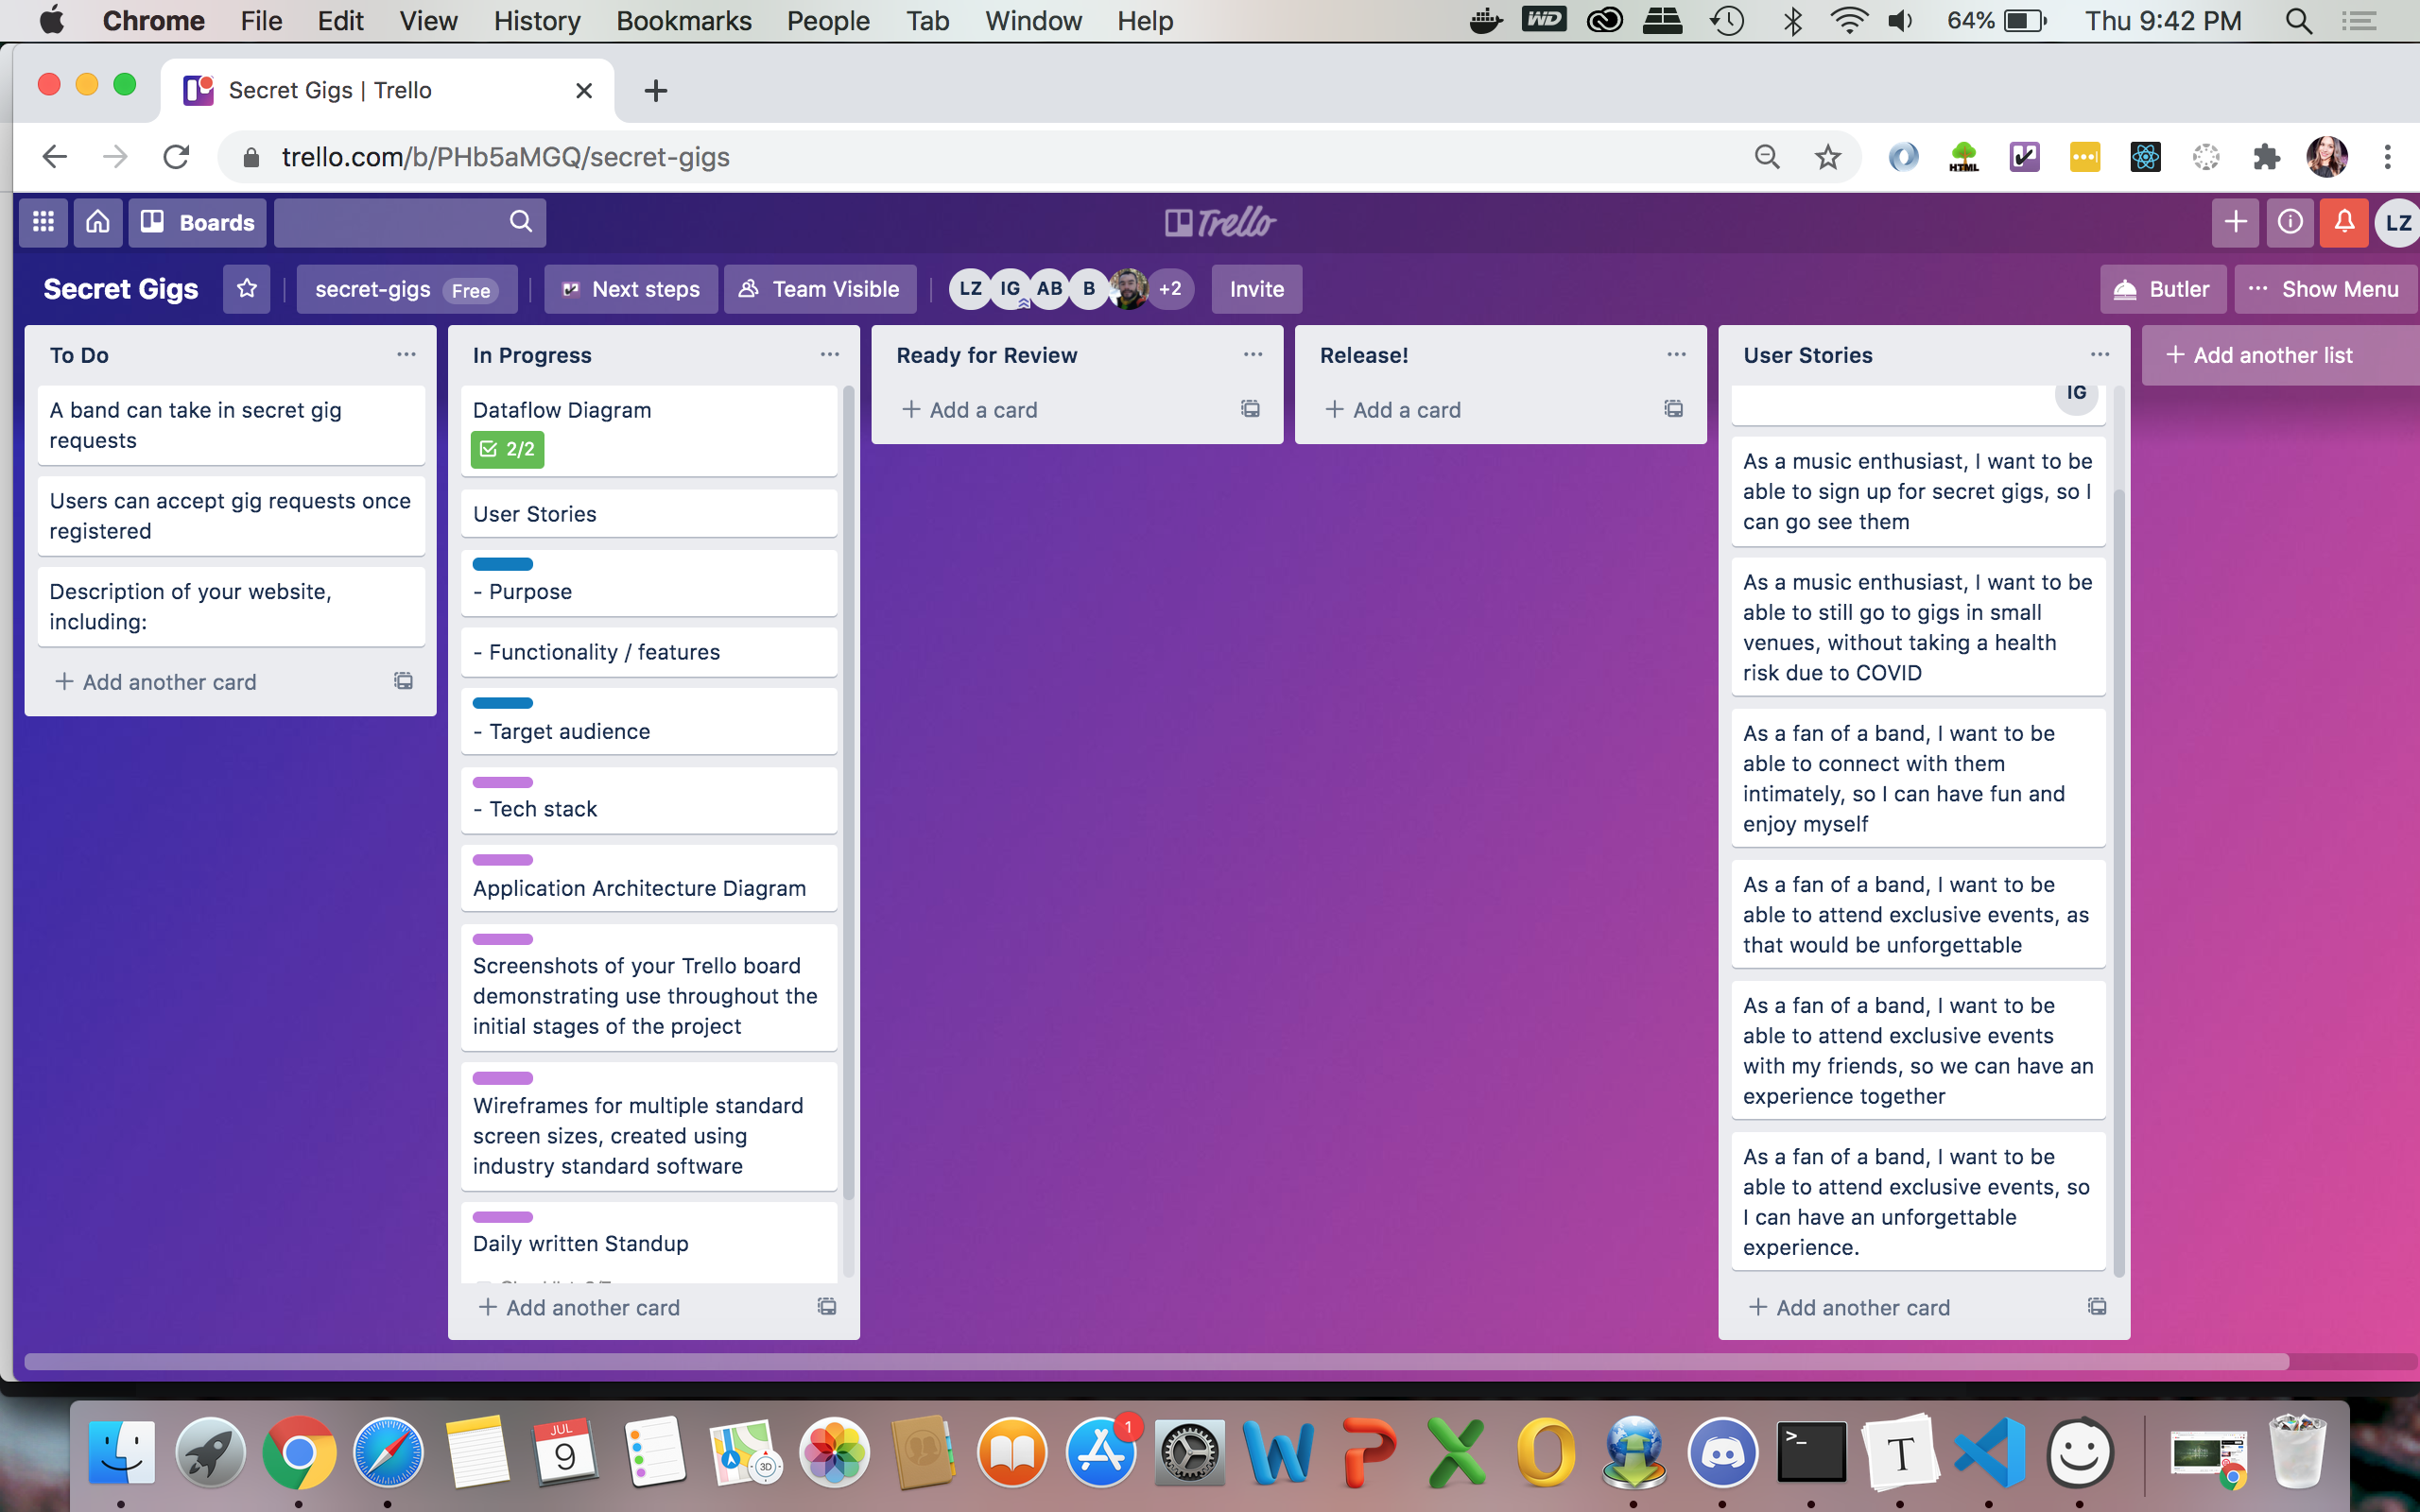 Chrome File Edit View History Bookmarks People Tab Window Help
WD
64%
Thu 9:42 PM
Secret Gigs | Trello
trello.com/b/PHb5aMGQ/secret-gigs
HTML
Boards
Trello
LZ
Secret Gigs
secret-gigs Free
Next steps
Team Visible
LZ IG AB B +2
Invite
Butler
Show Menu
To Do
A band can take in secret gig
requests
Users can accept gig requests once
registered
Description of your website,
including:
Add another card
In Progress
Dataflow Diagram
2/2
User Stories
- Purpose
- Functionality / features
- Target audience
- Tech stack
Application Architecture Diagram
Screenshots of your Trello board
demonstrating use throughout the
initial stages of the project
Wireframes for multiple standard
screen sizes, created using
industry standard software
Daily written Standup
Add another card
Ready for Review
Add a card
Release!
Add a card
User Stories
IG
As a music enthusiast, I want to be
able to sign up for secret gigs, so I
can go see them
As a music enthusiast, I want to be
able to still go to gigs in small
venues, without taking a health
risk due to COVID
As a fan of a band, I want to be
able to connect with them
intimately, so I can have fun and
enjoy myself
As a fan of a band, I want to be
able to attend exclusive events, as
that would be unforgettable
As a fan of a band, I want to be
able to attend exclusive events
with my friends, so we can have an
experience together
As a fan of a band, I want to be
able to attend exclusive events, so
I can have an unforgettable
experience.
Add another card
Add another list
JUL
9
3D
1
T